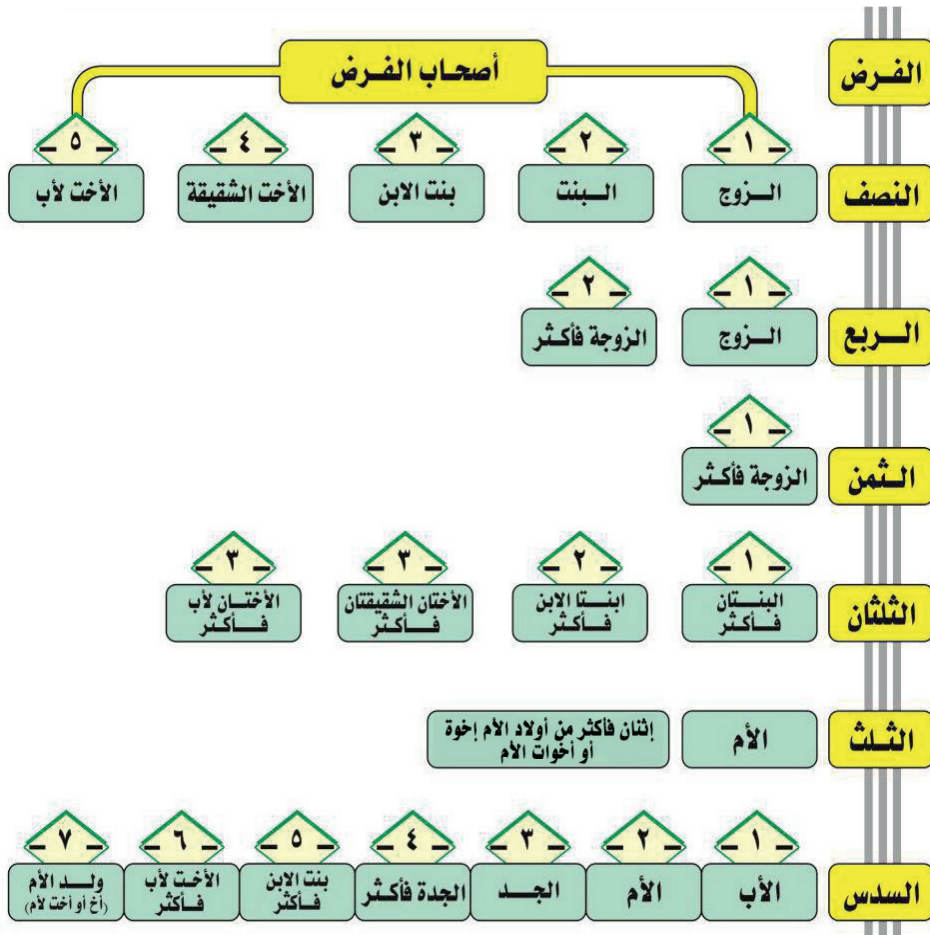 الفرض
أصحاب الفرض
١ ٢ ٣ ٤ ٥
النصف
الزوج
البنت
بنت الابن
الأخت الشقيقة
الأخت لأب
١ ٢
الربع
الزوج
الزوجة فأكثر
١
الثمن
الزوجة فأكثر
١ ٢ ٣ ٣
الثلثان
البنتان
فأكثر
ابنتا الابن
فأكثر
الأختان الشقيقتان
فأكثر
الأختان لأب
فأكثر
الثلث
الأم
إثنان فأكثر من أولاد الأم إخوة
أو أخوات الأم
١ ٢ ٣ ٤ ٥ ٦ ٧
السدس
الأب
الأم
الجد
الجدة فأكثر
بنت الابن
فأكثر
الأخت لأب
فأكثر
ولد الأم
(أخ أو أخت لأم)